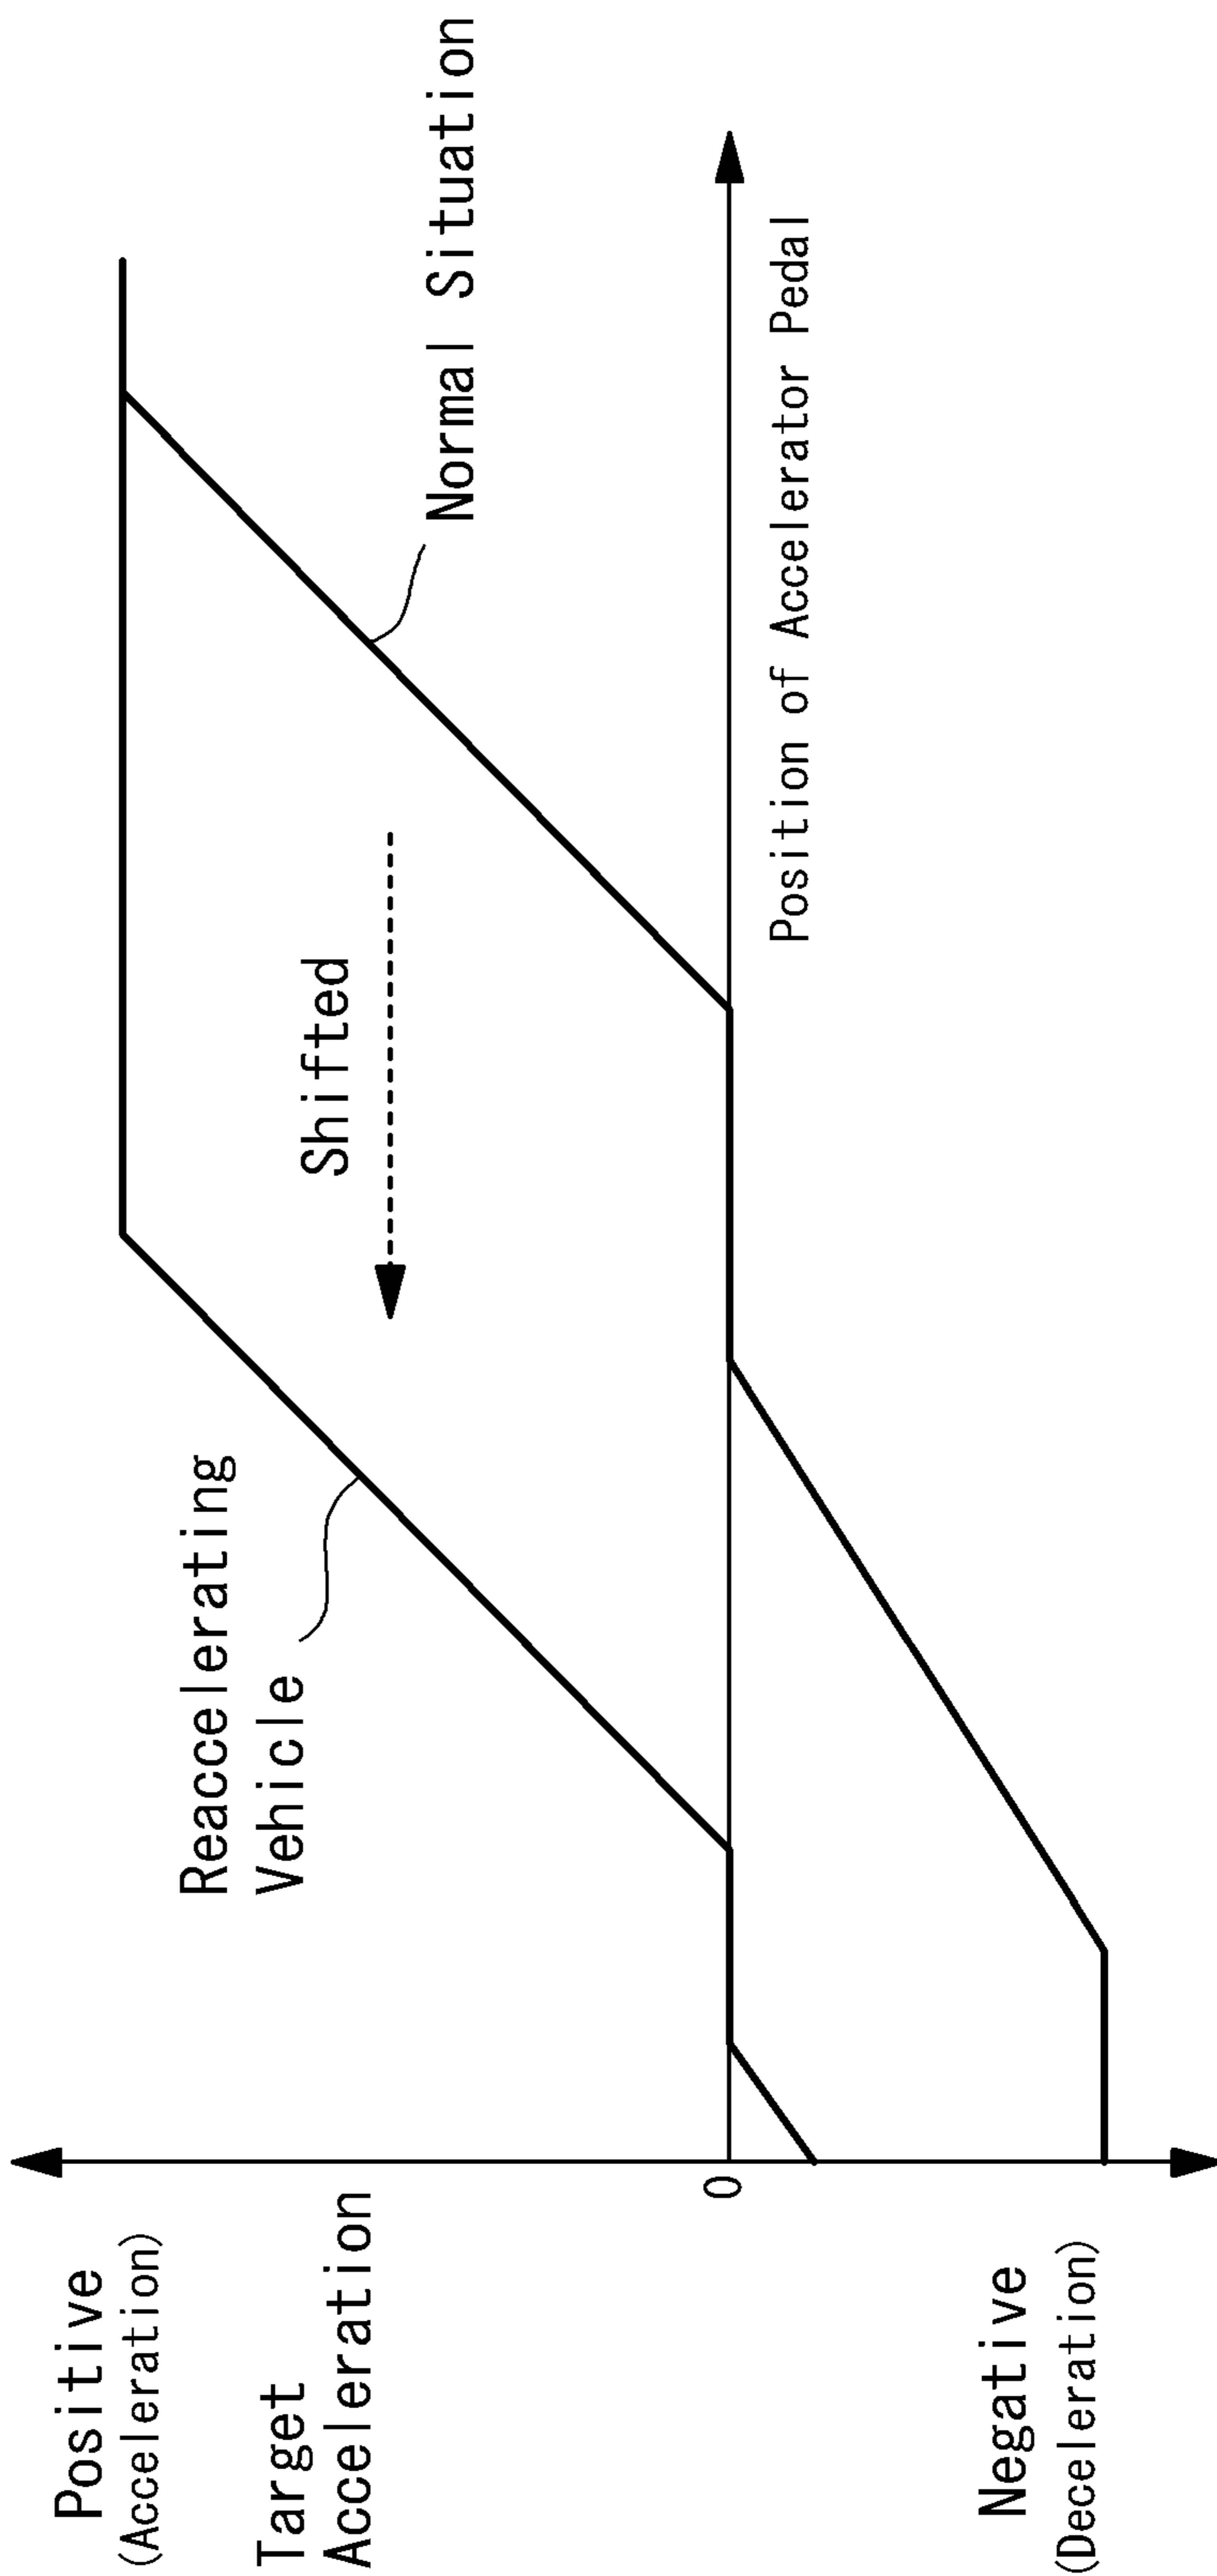 Positive
(Acceleration)
Target
Acceleration
Reaccelerating
Vehicle
Shifted
Normal Situation
0
Position of Accelerator Pedal
Negative
(Deceleration)